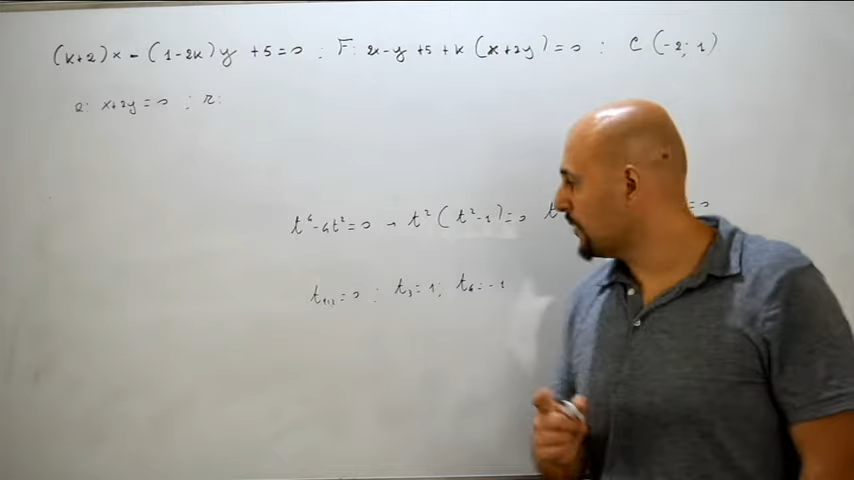 (k+2)x - (1-2k)y +5=0 ; F: 2x-y+5+k(x+2y)=0 : C(-2; 1)
e: x+2y=0 ; r:
t⁴-4t²=0 → t²(t²-1)=0 t =0
t₁,₂=0 : t₃=1; t₄=-1